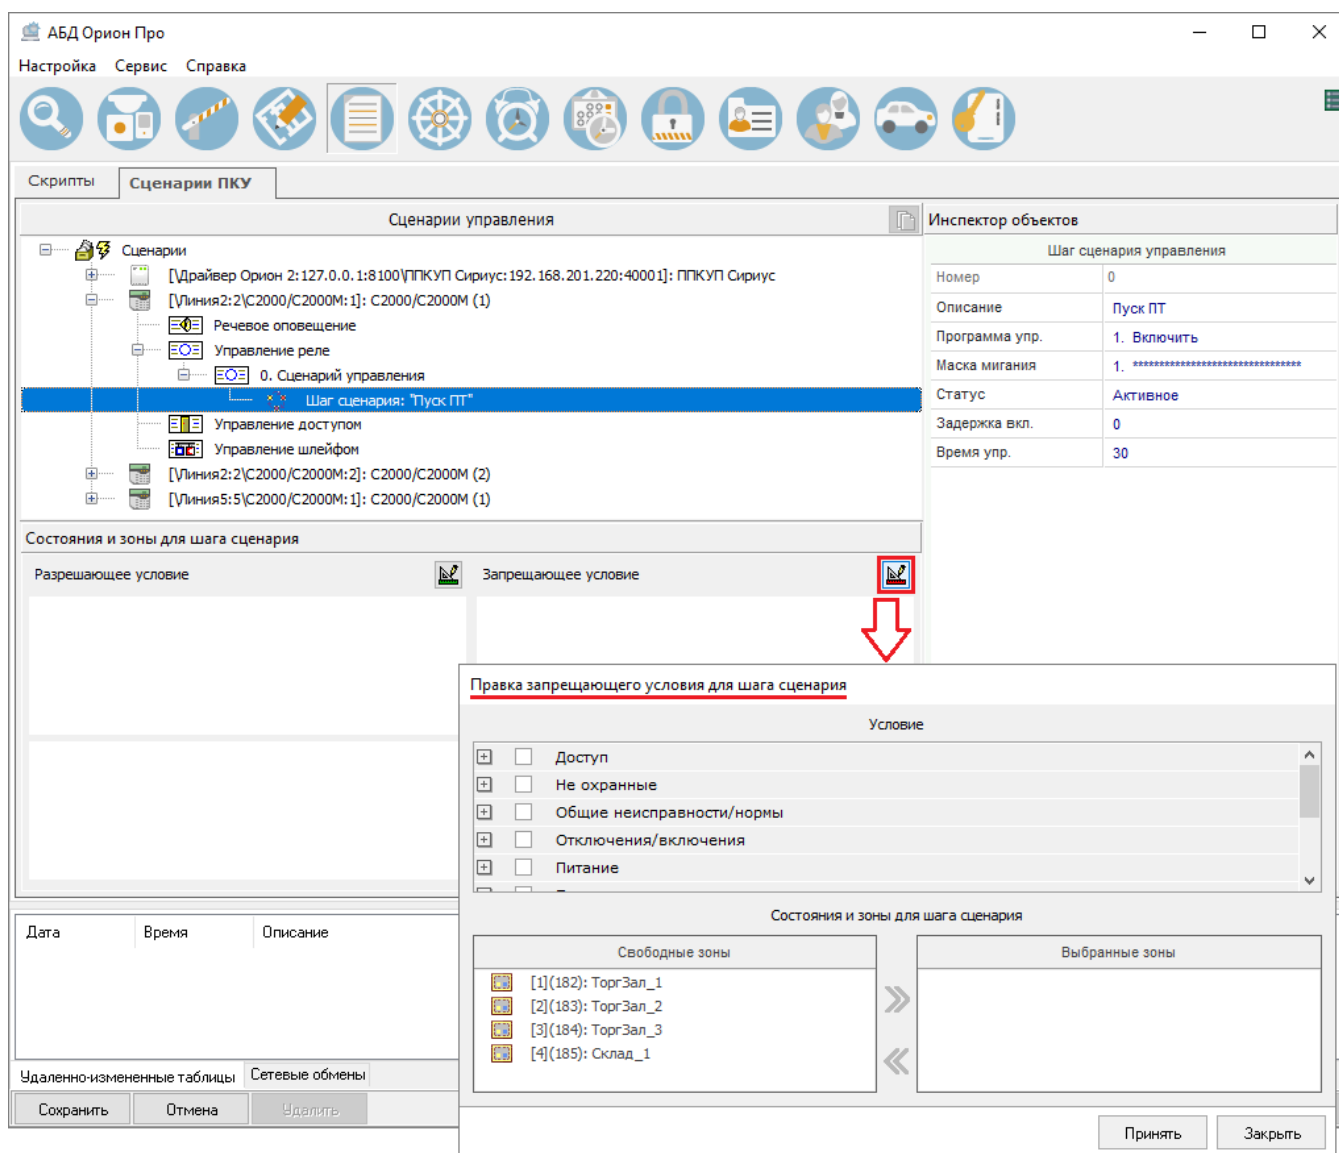 АБД Орион Про
Настройка Сервис Справка
Скрипты Сценарии ПКУ
Сценарии управления
Сценарии
[\Драйвер Орион 2:127.0.0.1:8100\ППКУП Сириус:192.168.201.220:40001]: ППКУП Сириус
[\Линия2:2\С2000/С2000М:1]: С2000/С2000М (1)
Речевое оповещение
Управление реле
0. Сценарий управления
Шаг сценария: "Пуск ПТ"
Управление доступом
Управление шлейфом
[\Линия2:2\С2000/С2000М:2]: С2000/С2000М (2)
[\Линия5:5\С2000/С2000М:1]: С2000/С2000М (1)
Инспектор объектов
Шаг сценария управления
Номер 0
Описание Пуск ПТ
Программа упр. 1. Включить
Маска мигания 1. ********************************
Статус Активное
Задержка вкл. 0
Время упр. 30
Состояния и зоны для шага сценария
Разрешающее условие Запрещающее условие
Правка запрещающего условия для шага сценария
Условие
Доступ
Не охранные
Общие неисправности/нормы
Отключения/включения
Питание
Состояния и зоны для шага сценария
Свободные зоны Выбранные зоны
[1](182): ТоргЗал_1
[2](183): ТоргЗал_2
[3](184): ТоргЗал_3
[4](185): Склад_1
Принять Закрыть
Дата Время Описание
Удаленно-измененные таблицы Сетевые обмены
Сохранить Отмена Удалить